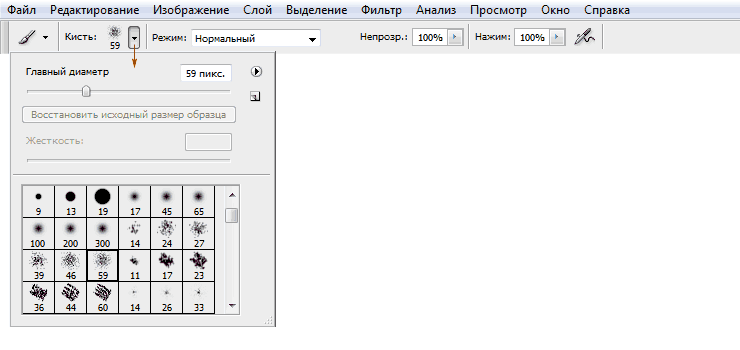 Файл Редактирование Изображение Слой Выделение Фильтр Анализ Просмотр Окно Справка
Кисть: 59 Режим: Нормальный Непрозр.: 100% Нажим: 100%
Главный диаметр 59 пикс.
Восстановить исходный размер образца
Жесткость:
9 13 19 17 45 65
100 200 300 14 24 27
39 46 59 11 17 23
36 44 60 14 26 33